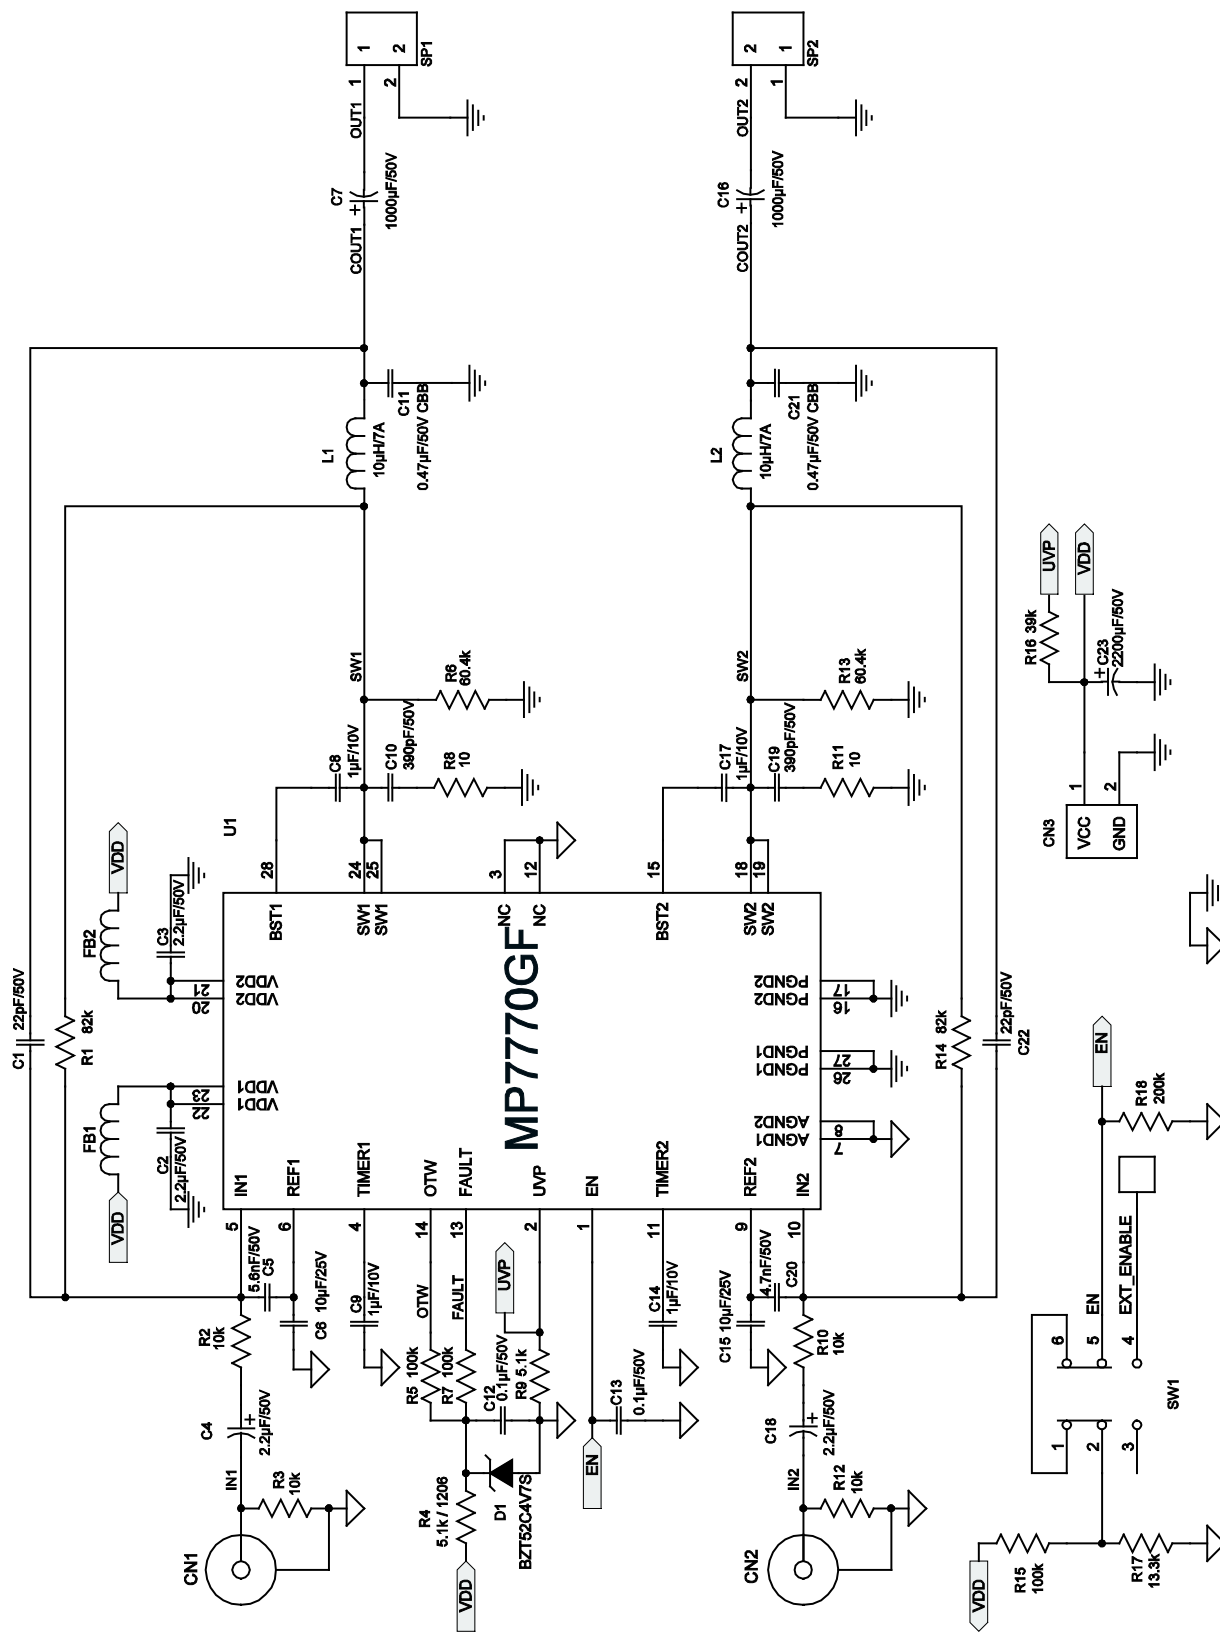 SP1
1
2
1
2
OUT1
C7
1000µF/50V
COUT1
SP2
2
1
2
1
OUT2
C16
1000µF/50V
COUT2
C11
0.47µF/50V CBB
L1
10µH/7A
C21
0.47µF/50V CBB
L2
10µH/7A
SW1
R6
60.4k
C8
1µF/10V
C10
390pF/50V
R8
10
SW2
R13
60.4k
C17
1µF/10V
C19
390pF/50V
R11
10
R16 39k
UVP
VDD
C23
2200µF/50V
CN3
VCC
GND
1
2
U1
MP7770GF
28
BST1
24
SW1
25
SW1
3
NC
12
NC
15
BST2
18
SW2
19
SW2
VDD
FB2
C3
2.2µF/50V
21
VDD2
20
VDD2
C1
22pF/50V
R1
82k
23
VDD1
22
VDD1
FB1
VDD
C2
2.2µF/50V
PGND2
17
PGND2
16
PGND1
27
PGND1
26
AGND2
8
AGND1
7
R14
82k
C22
22pF/50V
IN1
5
REF1
6
TIMER1
4
OTW
14
FAULT
13
UVP
2
EN
1
TIMER2
11
REF2
9
IN2
10
5.6nF/50V
C5
C6
10µF/25V
C9
1µF/10V
OTW
FAULT
UVP
C14
1µF/10V
C15
10µF/25V
4.7nF/50V
C20
R2
10k
R5 100k
R7 100k
C12
0.1µF/50V
R9 5.1k
C13
0.1µF/50V
R10
10k
C4
2.2µF/50V
IN1
R3
10k
CN1
R4
5.1k / 1206
VDD
D1
BZT52C4V7S
EN
C18
2.2µF/50V
IN2
R12
10k
CN2
EN
R18
200k
EXT_ENABLE
EN
6
5
4
SW1
1
2
3
VDD
R15
100k
R17
13.3k